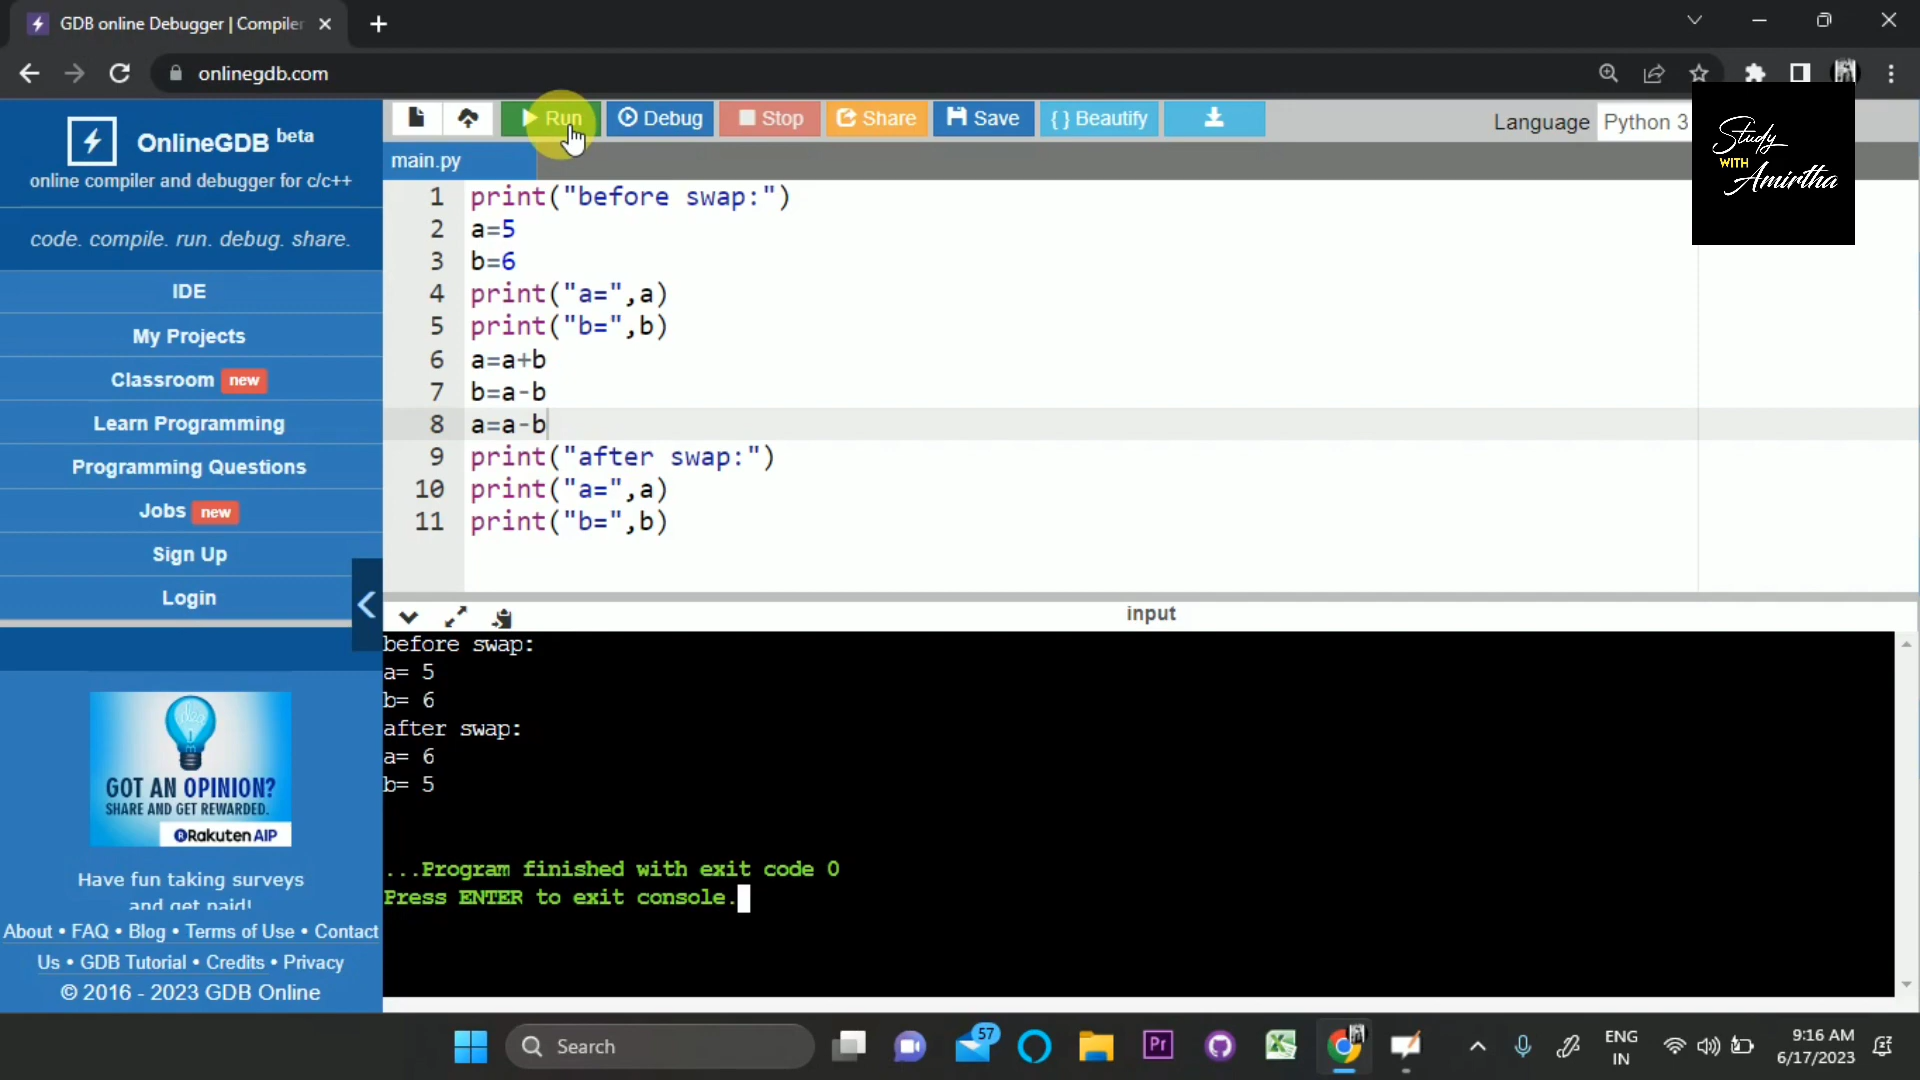 GDB online Debugger | Compiler
onlinegdb.com
OnlineGDB beta
online compiler and debugger for c/c++
code. compile. run. debug. share.
IDE
My Projects
Classroom new
Learn Programming
Programming Questions
Jobs new
Sign Up
Login
GOT AN OPINION?
SHARE AND GET REWARDED.
Rakuten AIP
Have fun taking surveys
and get paid!
About • FAQ • Blog • Terms of Use • Contact
Us • GDB Tutorial • Credits • Privacy
© 2016 - 2023 GDB Online
Run Debug Stop Share Save { } Beautify
Language Python 3
Study
WITH
Amirtha
main.py
1 print("before swap:")
2 a=5
3 b=6
4 print("a=",a)
5 print("b=",b)
6 a=a+b
7 b=a-b
8 a=a-b
9 print("after swap:")
10 print("a=",a)
11 print("b=",b)
input
before swap:
a= 5
b= 6
after swap:
a= 6
b= 5
...Program finished with exit code 0
Press ENTER to exit console.
Search
57
Pr
ENG
IN
9:16 AM
6/17/2023